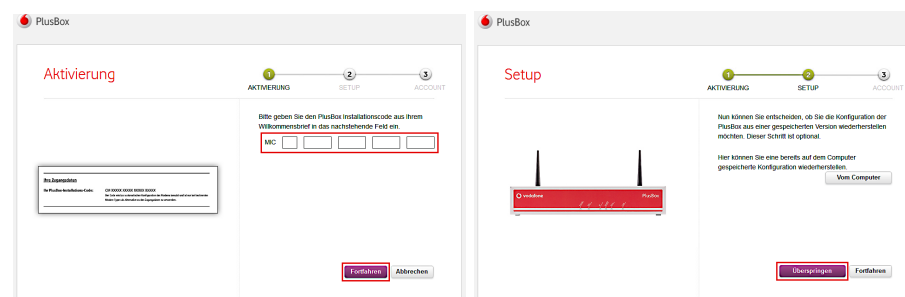 PlusBox
Aktivierung
1
2
3
AKTIVIERUNG
SETUP
ACCOUNT
Bitte geben Sie den PlusBox Installationscode aus Ihrem
Willkommensbrief in das nachstehende Feld ein.
MIC
Ihre Zugangsdaten
Ihr PlusBox-Installations-Code:
Fortfahren
Abbrechen
PlusBox
Setup
1
2
3
AKTIVIERUNG
SETUP
ACCOUNT
Nun können Sie entscheiden, ob Sie die Konfiguration der
PlusBox aus einer gespeicherten Version wiederherstellen
möchten. Dieser Schritt ist optional.
Hier können Sie eine bereits auf dem Computer
gespeicherte Konfiguration wiederherstellen.
Vom Computer
vodafone
PlusBox
Überspringen
Fortfahren